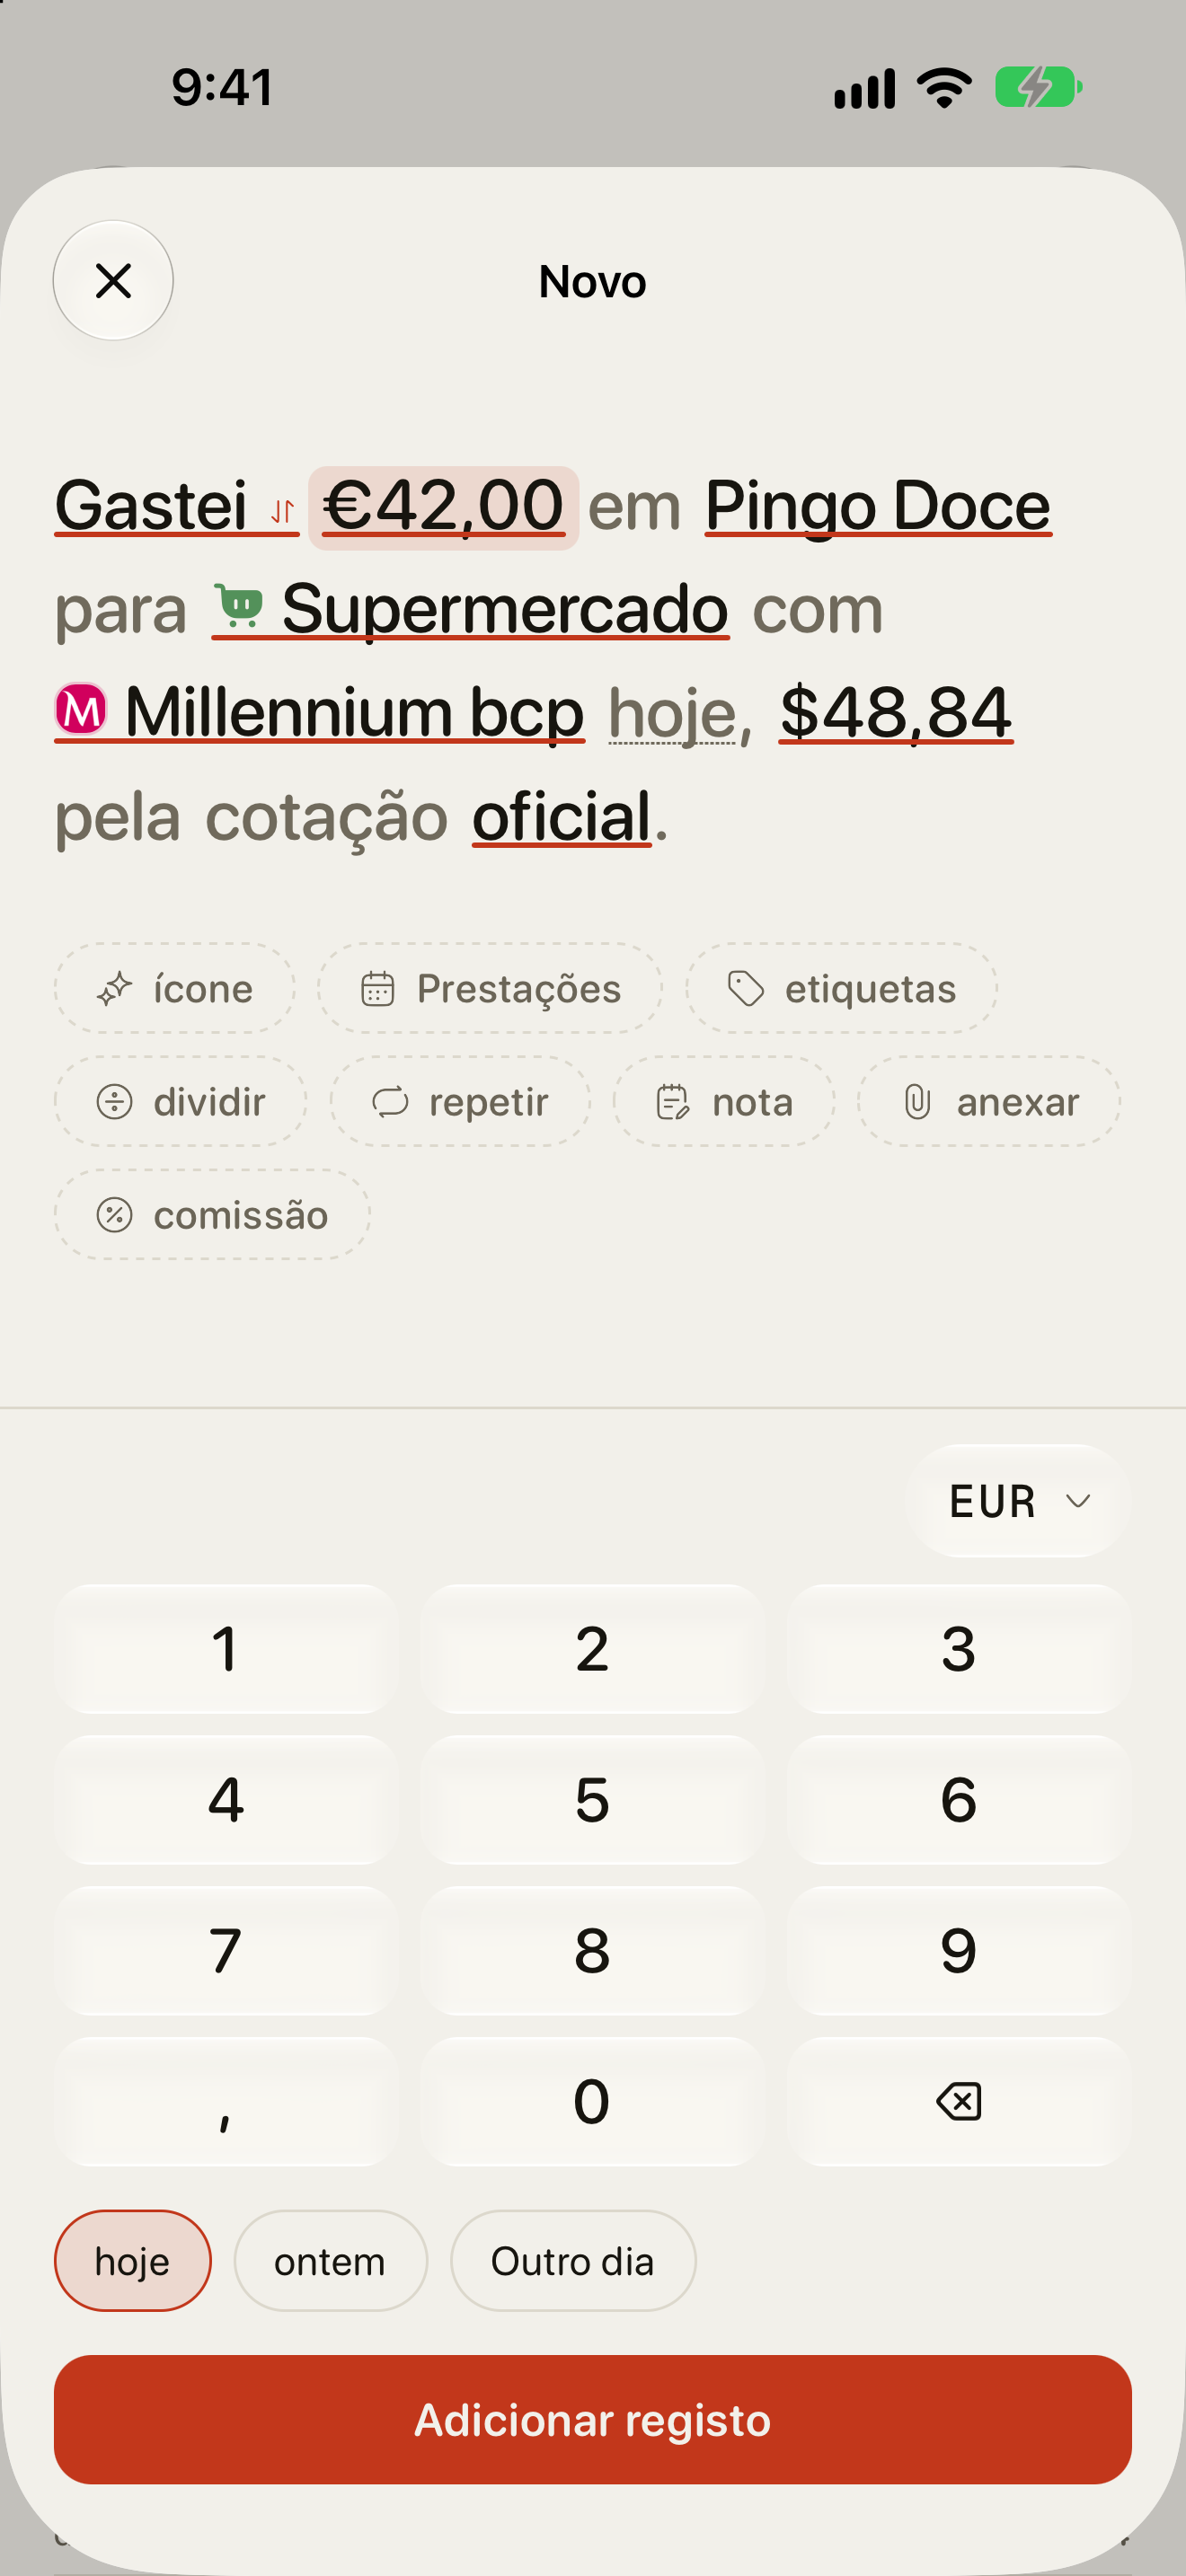 9:41
Novo
Gastei €42,00 em Pingo Doce
para Supermercado com
M Millennium bcp hoje, $48,84
pela cotação oficial.
ícone Prestações etiquetas
dividir repetir nota anexar
comissão
EUR
1 2 3
4 5 6
7 8 9
, 0
hoje ontem Outro dia
Adicionar registo